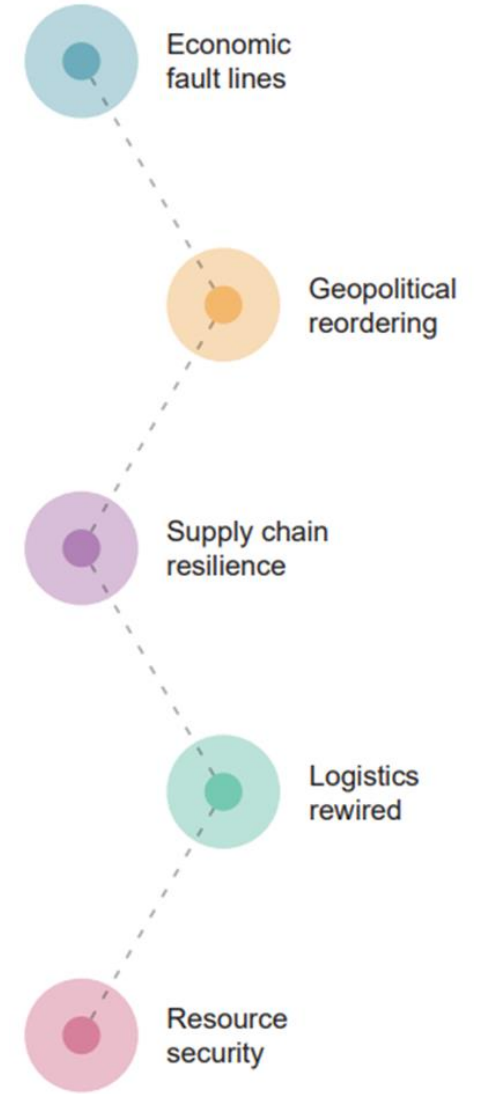 Economic
fault lines
Geopolitical
reordering
Supply chain
resilience
Logistics
rewired
Resource
security